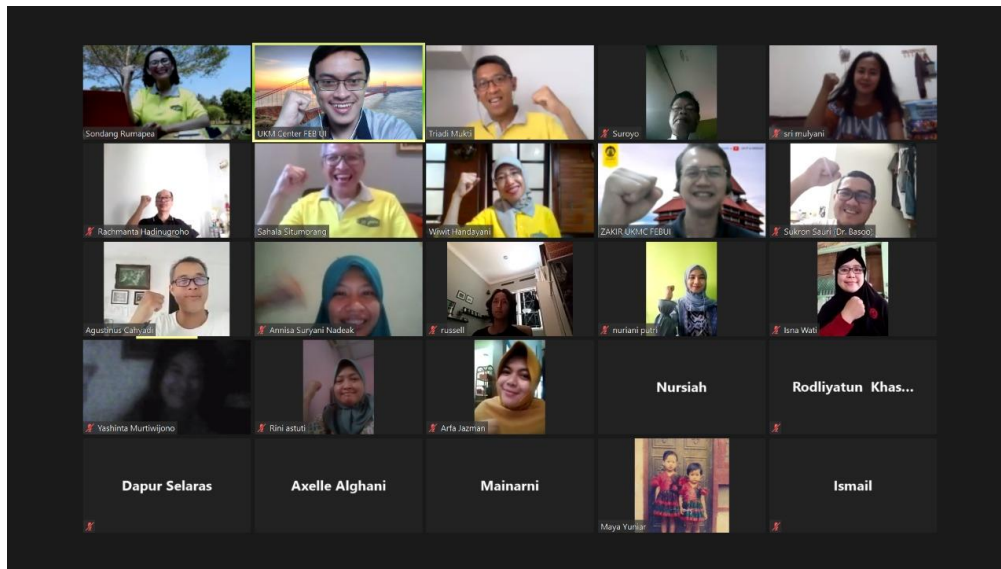 Sondang Rumapea
UKM Center FEB UI
Triadi Mukti
Suroyo
sri mulyani
Rachmanta Hadinugroho
Sahala Situmorang
Wiwit Handayani
ZAKIR UKMC FEBUI
Sukron Sauri (Dr. Basoo)
Agustinus Cahyadi
Annisa Suryani Nadeak
russell
nuriani putri
Isna Wati
Yashinta Murtiwijono
Rini astuti
Arfa Jazman
Nursiah
Rodliyatun Khas...
Dapur Selaras
Axelle Alghani
Mainarni
Maya Yuniar
Ismail